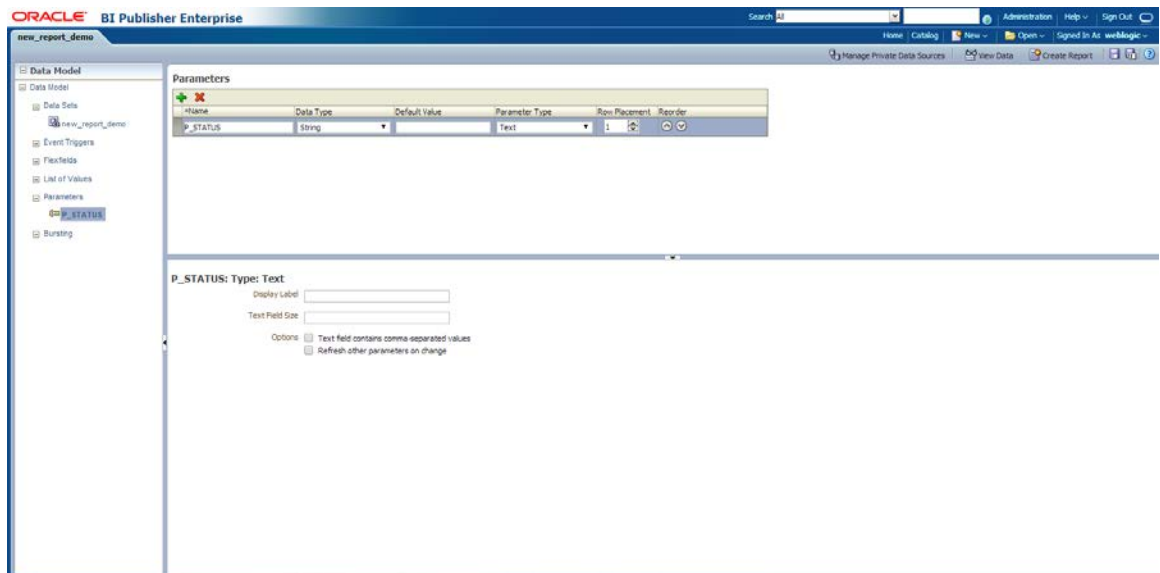 ORACLE BI Publisher Enterprise Search All Administration Help Sign Out
new_report_demo Home Catalog New Open Signed In As weblogic
Manage Private Data Sources View Data Create Report
Data Model
Data Model
Data Sets
new_report_demo
Event Triggers
Flexfields
List of Values
Parameters
P_STATUS
Bursting
Parameters
*Name Data Type Default Value Parameter Type Row Placement Reorder
P_STATUS String Text 1
P_STATUS: Type: Text
Display Label
Text Field Size
Options Text field contains comma-separated values
Refresh other parameters on change